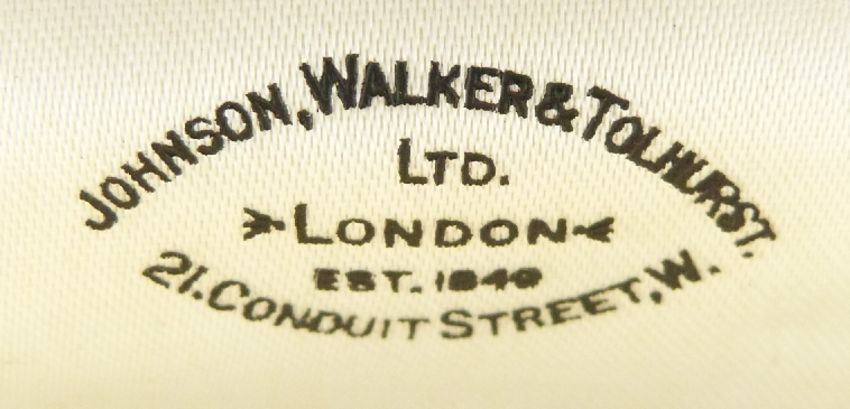 JOHNSON, WALKER & TOLHURST.
LTD.
LONDON
EST. 1849
21. CONDUIT STREET, W.